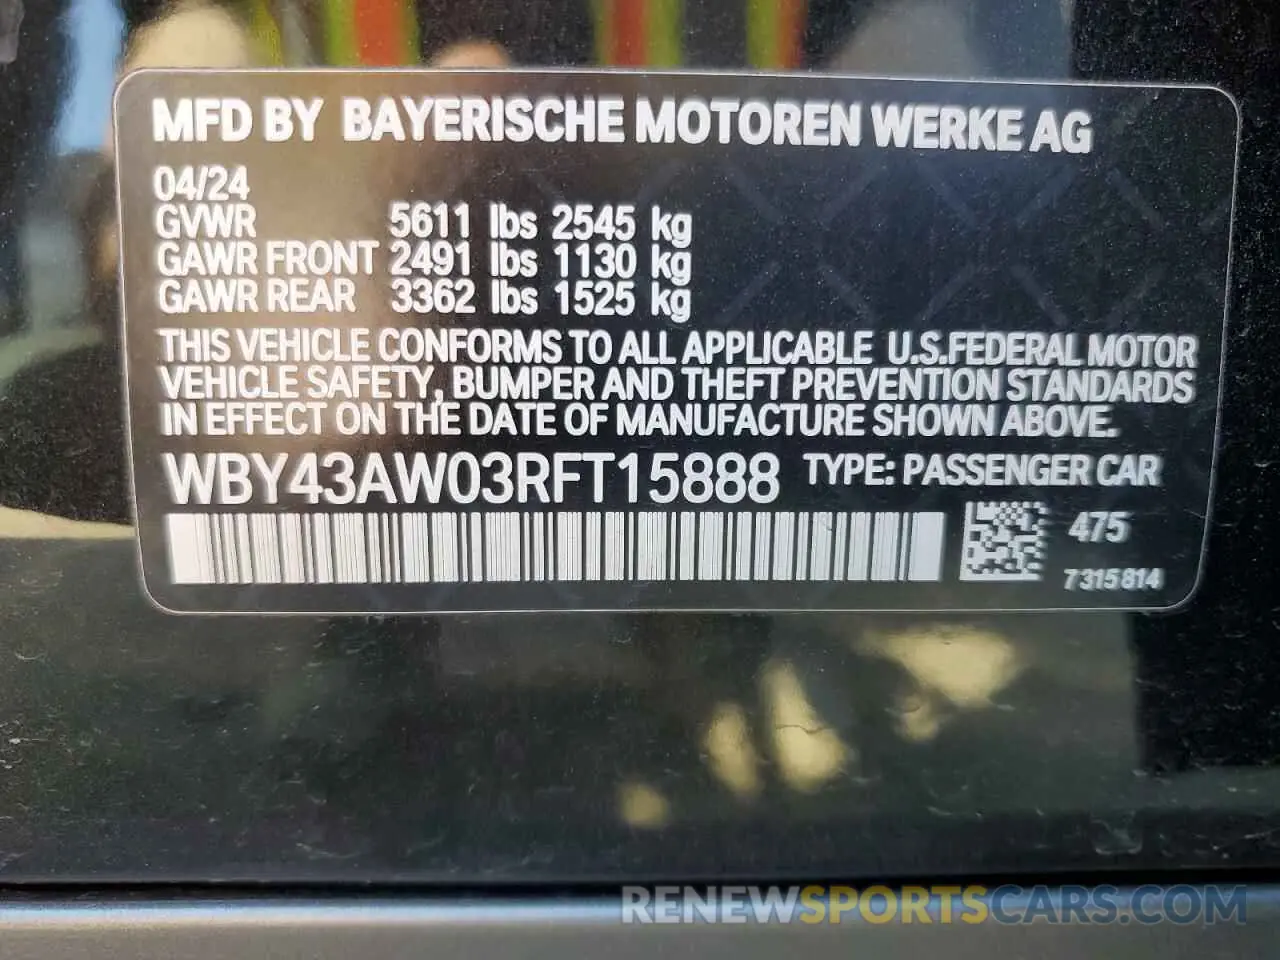 MFD BY BAYERISCHE MOTOREN WERKE AG
04/24
GVWR 5611 lbs 2545 kg
GAWR FRONT 2491 lbs 1130 kg
GAWR REAR 3362 lbs 1525 kg
THIS VEHICLE CONFORMS TO ALL APPLICABLE U.S.FEDERAL MOTOR
VEHICLE SAFETY, BUMPER AND THEFT PREVENTION STANDARDS
IN EFFECT ON THE DATE OF MANUFACTURE SHOWN ABOVE.
WBY43AW03RFT15888 TYPE: PASSENGER CAR
475
7315814
RENEWSPORTSCARS.COM